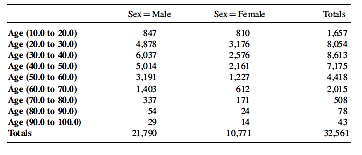 Sex = Male Sex = Female Totals
Age (10.0 to 20.0) 847 810 1,657
Age (20.0 to 30.0) 4,878 3,176 8,054
Age (30.0 to 40.0) 6,037 2,576 8,613
Age (40.0 to 50.0) 5,014 2,161 7,175
Age (50.0 to 60.0) 3,191 1,227 4,418
Age (60.0 to 70.0) 1,403 612 2,015
Age (70.0 to 80.0) 337 171 508
Age (80.0 to 90.0) 54 24 78
Age (90.0 to 100.0) 29 14 43
Totals 21,790 10,771 32,561